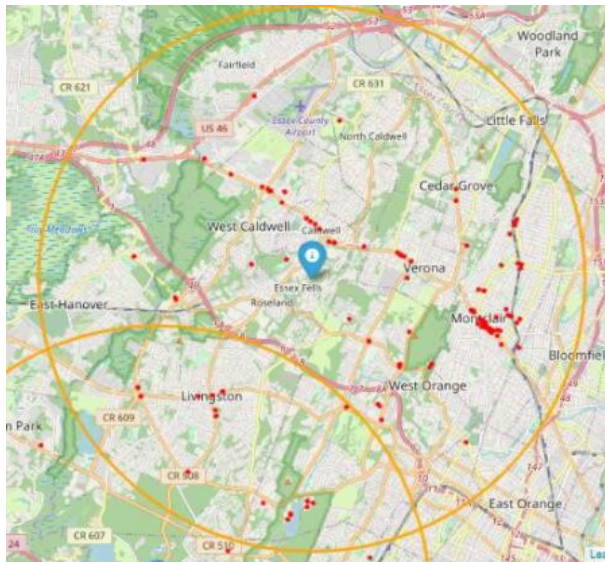 Woodland
Park
CR 621
Fairfield
CR 631
US 46
Essex County
Airport
Little Falls
North Caldwell
Cedar Grove
West Caldwell
Caldwell
Verona
Essex Fells
East Hanover
Roseland
Montclair
Bloomfiel
West Orange
Livingston
CR 609
m Park
147
CR 508
East Orange
CR 607
24
CR 510
Lea